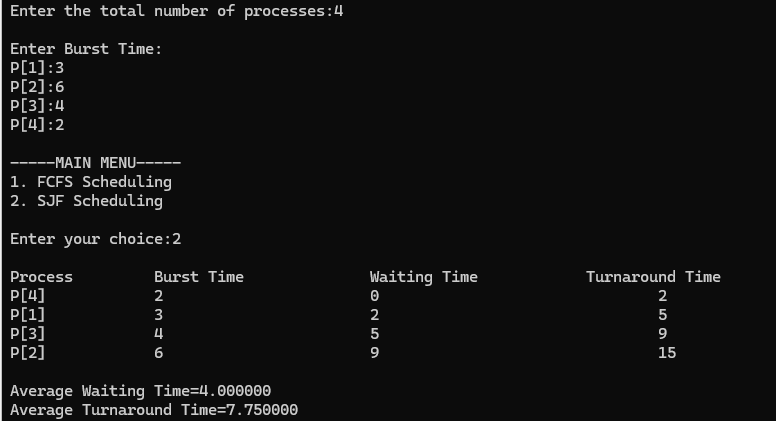 Enter the total number of processes:4
Enter Burst Time:
P[1]:3
P[2]:6
P[3]:4
P[4]:2
-----MAIN MENU-----
1. FCFS Scheduling
2. SJF Scheduling
Enter your choice:2
Process Burst Time Waiting Time Turnaround Time
P[4] 2 0 2
P[1] 3 2 5
P[3] 4 5 9
P[2] 6 9 15
Average Waiting Time=4.000000
Average Turnaround Time=7.750000